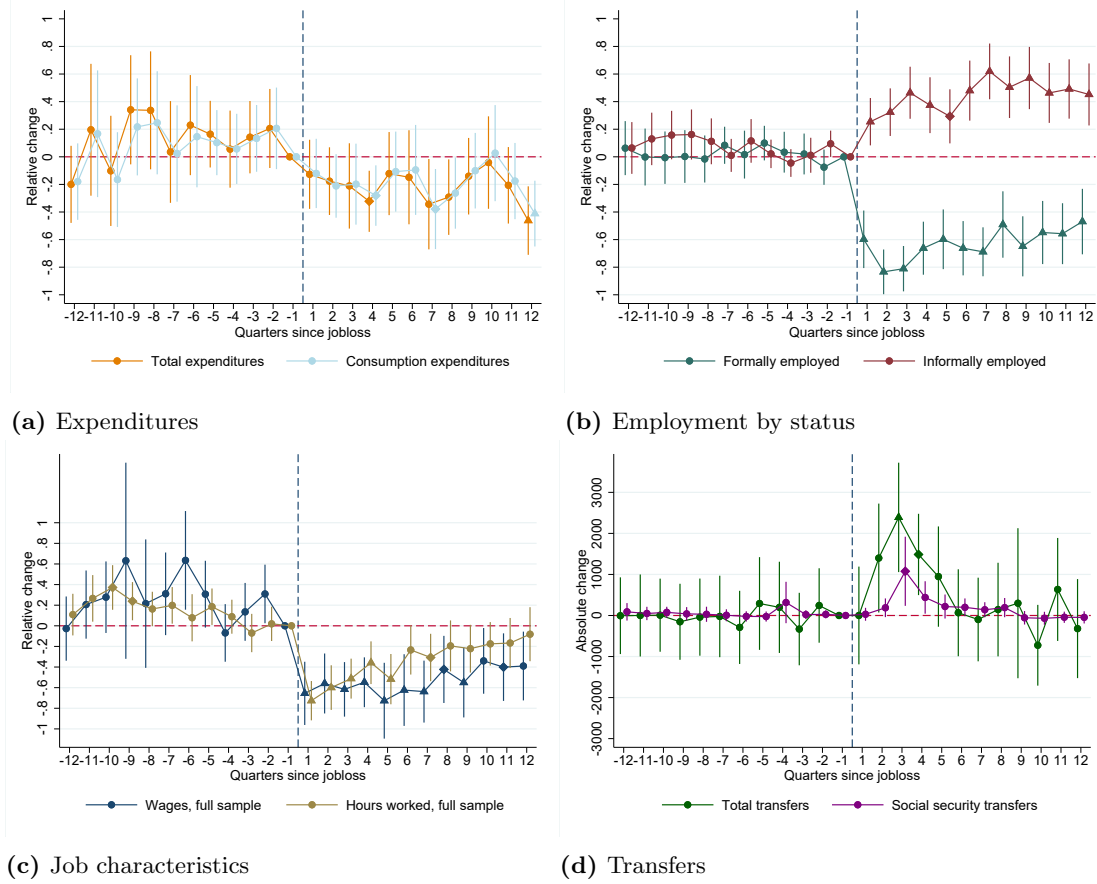 1
.8
.6
.4
.2
0
-.2
-.4
-.6
-.8
-1
Relative change
-12 -11 -10 -9 -8 -7 -6 -5 -4 -3 -2 -1 1 2 3 4 5 6 7 8 9 10 11 12
Quarters since jobloss
Total expenditures Consumption expenditures
(a) Expenditures
1
.8
.6
.4
.2
0
-.2
-.4
-.6
-.8
-1
Relative change
-12 -11 -10 -9 -8 -7 -6 -5 -4 -3 -2 -1 1 2 3 4 5 6 7 8 9 10 11 12
Quarters since jobloss
Formally employed Informally employed
(b) Employment by status
1
.8
.6
.4
.2
0
-.2
-.4
-.6
-.8
-1
Relative change
-12 -11 -10 -9 -8 -7 -6 -5 -4 -3 -2 -1 1 2 3 4 5 6 7 8 9 10 11 12
Quarters since jobloss
Wages, full sample Hours worked, full sample
(c) Job characteristics
3000
2000
1000
0
-1000
-2000
-3000
Absolute change
-12 -11 -10 -9 -8 -7 -6 -5 -4 -3 -2 -1 1 2 3 4 5 6 7 8 9 10 11 12
Quarters since jobloss
Total transfers Social security transfers
(d) Transfers